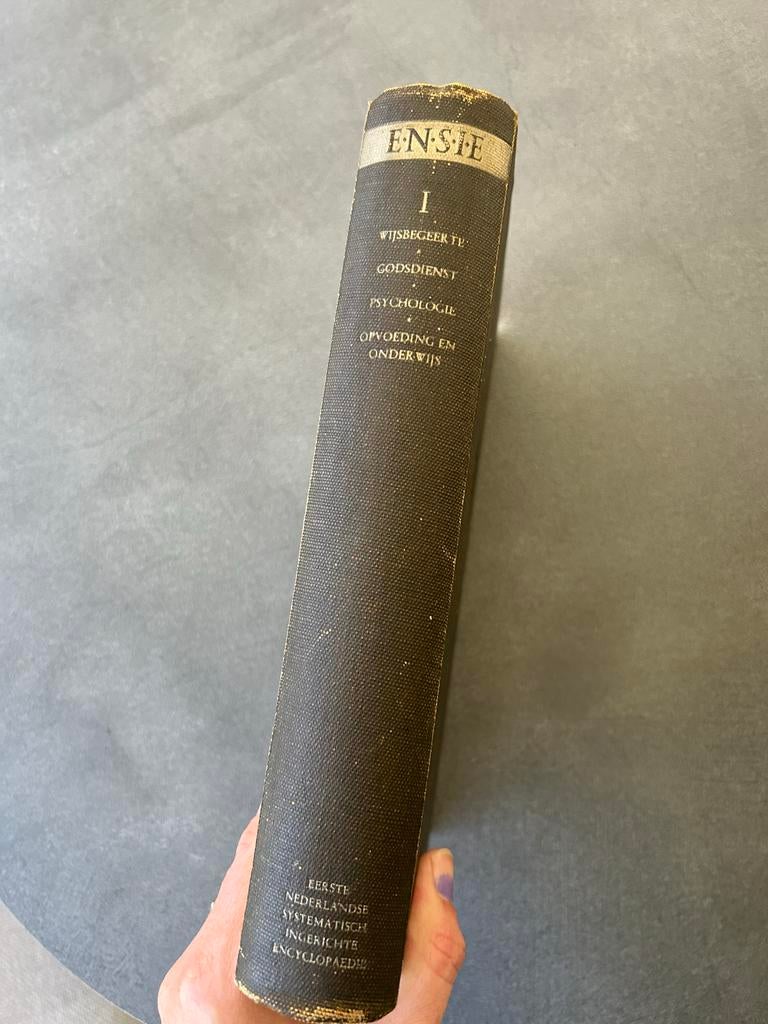 E·N·S·I·E
I
WIJSBEGEERTE
GODSDIENST
PSYCHOLOGIE
OPVOEDING EN
ONDERWIJS
EERSTE
NEDERLANDSE
SYSTEMATISCH
INGERICHTE
ENCYCLOPAEDIE